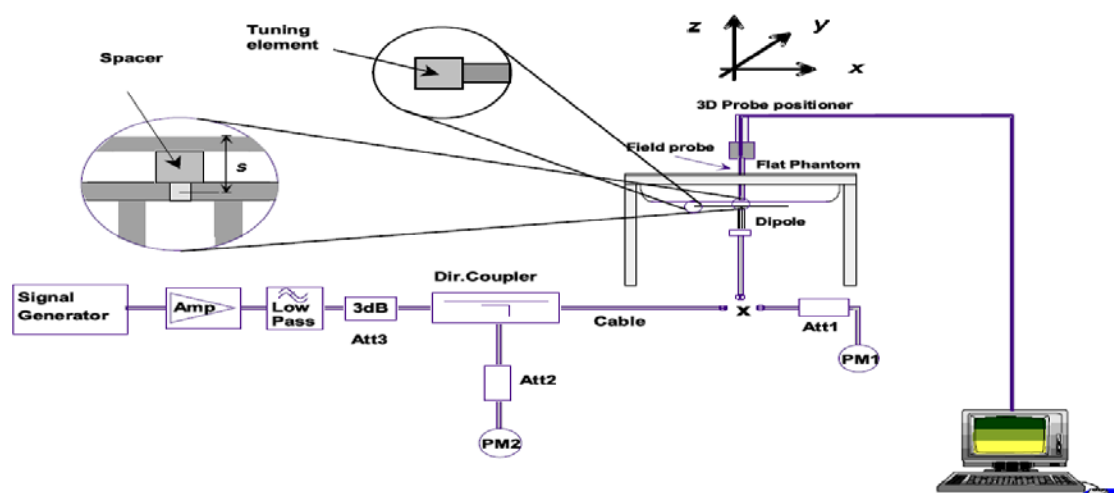 Tuning
element
Spacer
s
z
y
x
3D Probe positioner
Field probe
Flat Phantom
Dipole
Signal
Generator
Amp
Low
Pass
3dB
Att3
Dir.Coupler
Cable
x
Att1
PM1
Att2
PM2